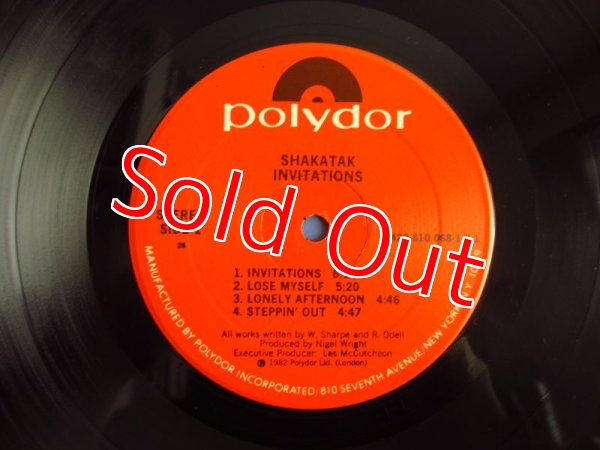 polydor
SHAKATAK
INVITATIONS
Sold Out
STEREO
26
1. INVITATIONS
2. LOSE MYSELF 5:20
3. LONELY AFTERNOON 4:46
4. STEPPIN' OUT 4:47
All works written by W. Sharpe and R. Odell
Produced by Nigel Wright
Executive Producer: Les McCutcheon
℗ 1982 Polydor Ltd. (London)
MANUFACTURED BY POLYDOR INCORPORATED/810 SEVENTH AVENUE/NEW YORK,